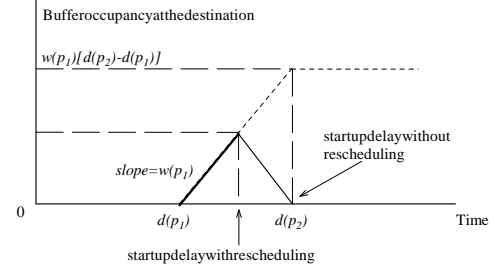 Bufferoccupancyatthedestination
w(p1)[d(p2)-d(p1)]
startupdelaywithout
rescheduling
slope=w(p1)
0
d(p1)
d(p2)
Time
startupdelaywithrescheduling